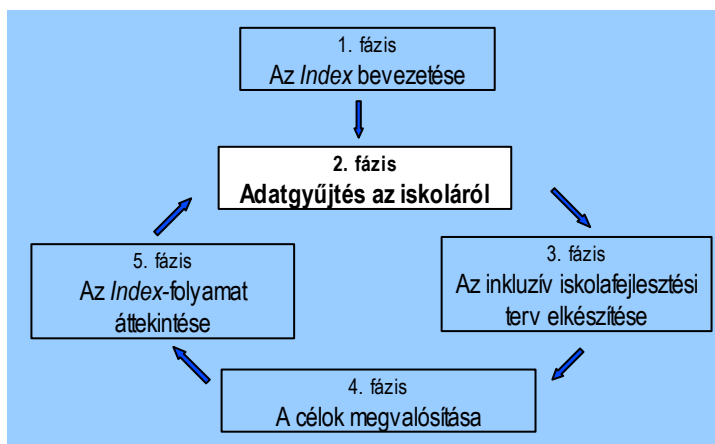 1. fázis
Az Index bevezetése
2. fázis
Adatgyűjtés az iskoláról
3. fázis
Az inkluzív iskolafejlesztési
terv elkészítése
4. fázis
A célok megvalósítása
5. fázis
Az Index-folyamat
áttekintése